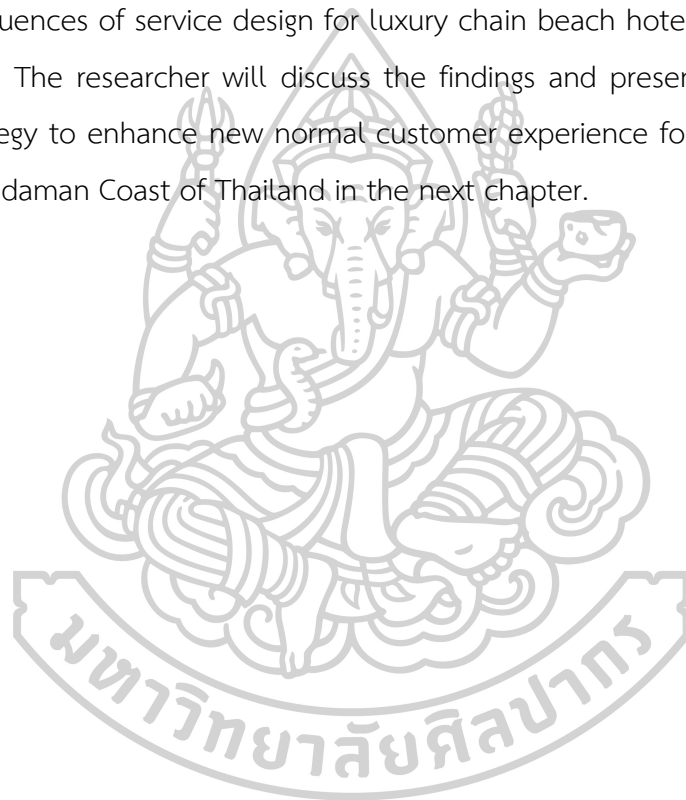 uences of service design for luxury chain beach hote
The researcher will discuss the findings and presen
egy to enhance new normal customer experience fo
daman Coast of Thailand in the next chapter.
มหาวิทยาลัยศิลปากร